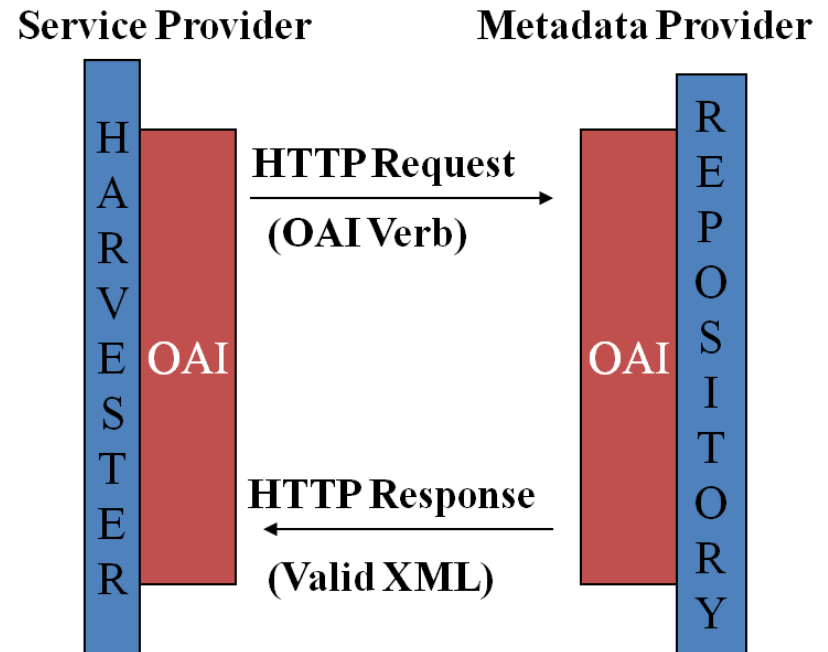 Service Provider
Metadata Provider
HARVESTER
OAI
HTTP Request
(OAI Verb)
HTTP Response
(Valid XML)
OAI
REPOSITORY